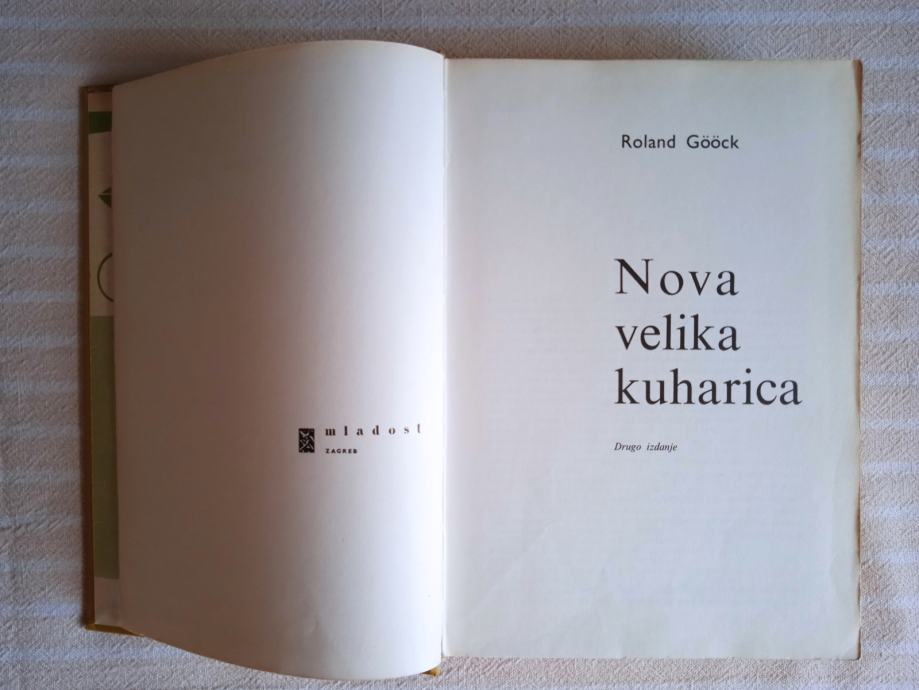 mladost
ZAGREB
Roland Gööck
Nova
velika
kuharica
Drugo izdanje